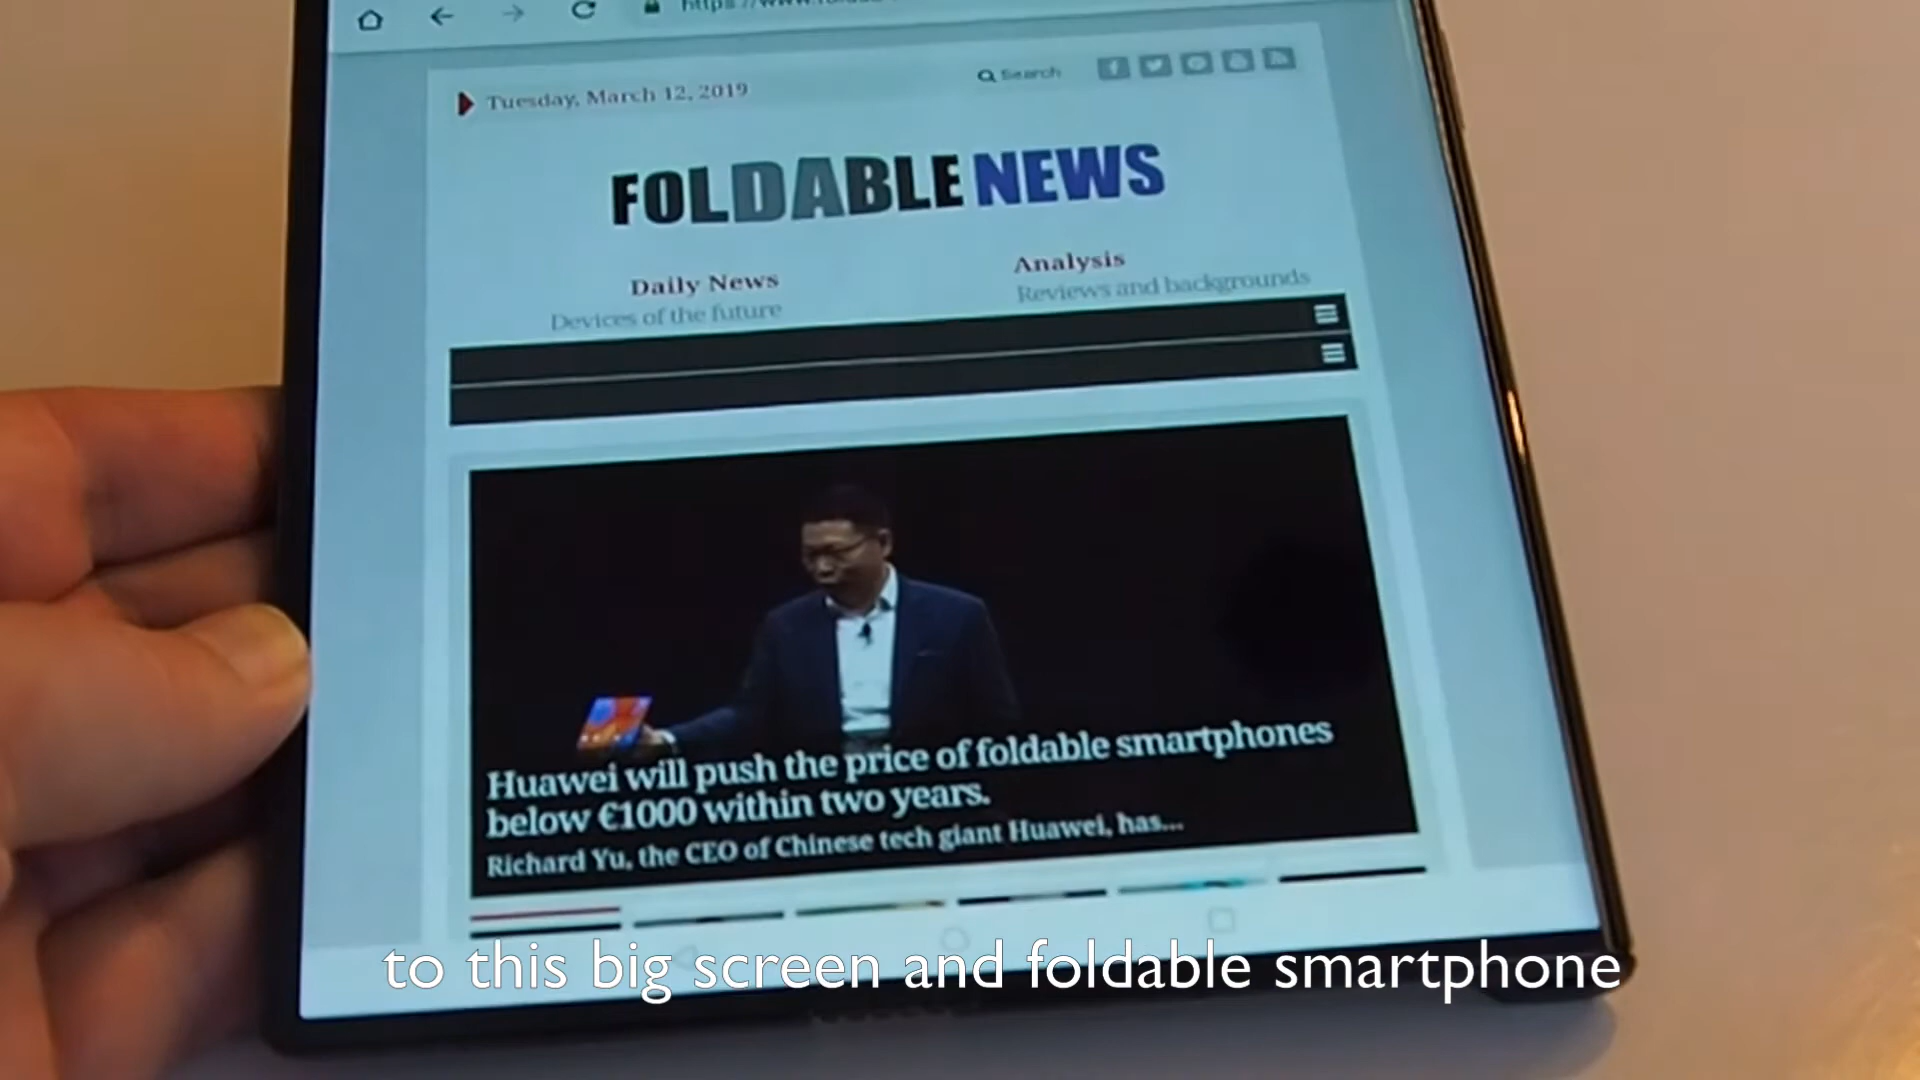 https://www.
Tuesday, March 12, 2019
Search
FOLDABLE NEWS
Daily News
Devices of the future
Analysis
Reviews and backgrounds
Huawei will push the price of foldable smartphones
below €1000 within two years.
Richard Yu, the CEO of Chinese tech giant Huawei, has...
to this big screen and foldable smartphone